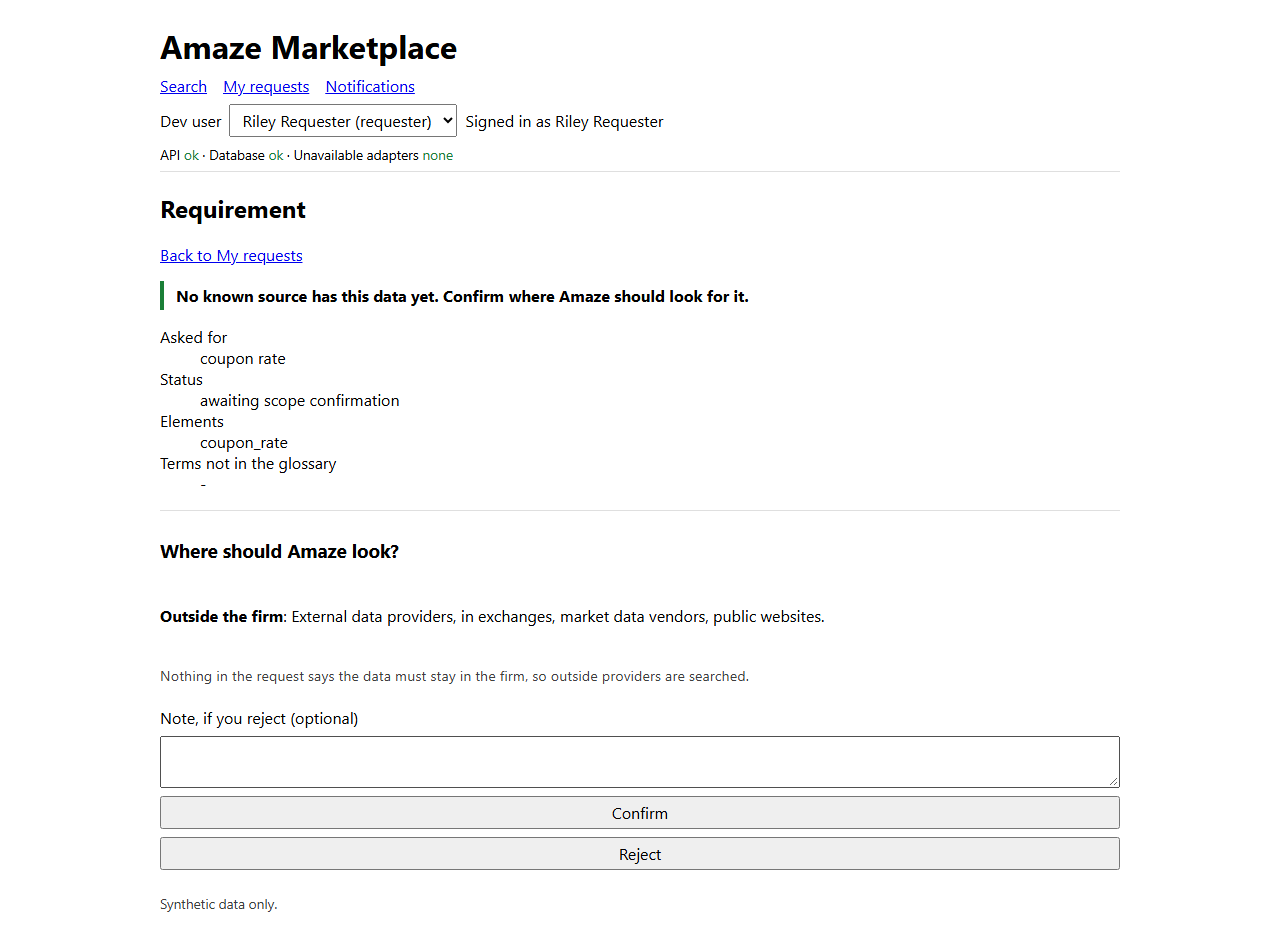 Amaze Marketplace
Search My requests Notifications
Dev user Riley Requester (requester) Signed in as Riley Requester
API ok · Database ok · Unavailable adapters none
Requirement
Back to My requests
No known source has this data yet. Confirm where Amaze should look for it.
Asked for
coupon rate
Status
awaiting scope confirmation
Elements
coupon_rate
Terms not in the glossary
-
Where should Amaze look?
Outside the firm: External data providers, in exchanges, market data vendors, public websites.
Nothing in the request says the data must stay in the firm, so outside providers are searched.
Note, if you reject (optional)
Confirm
Reject
Synthetic data only.